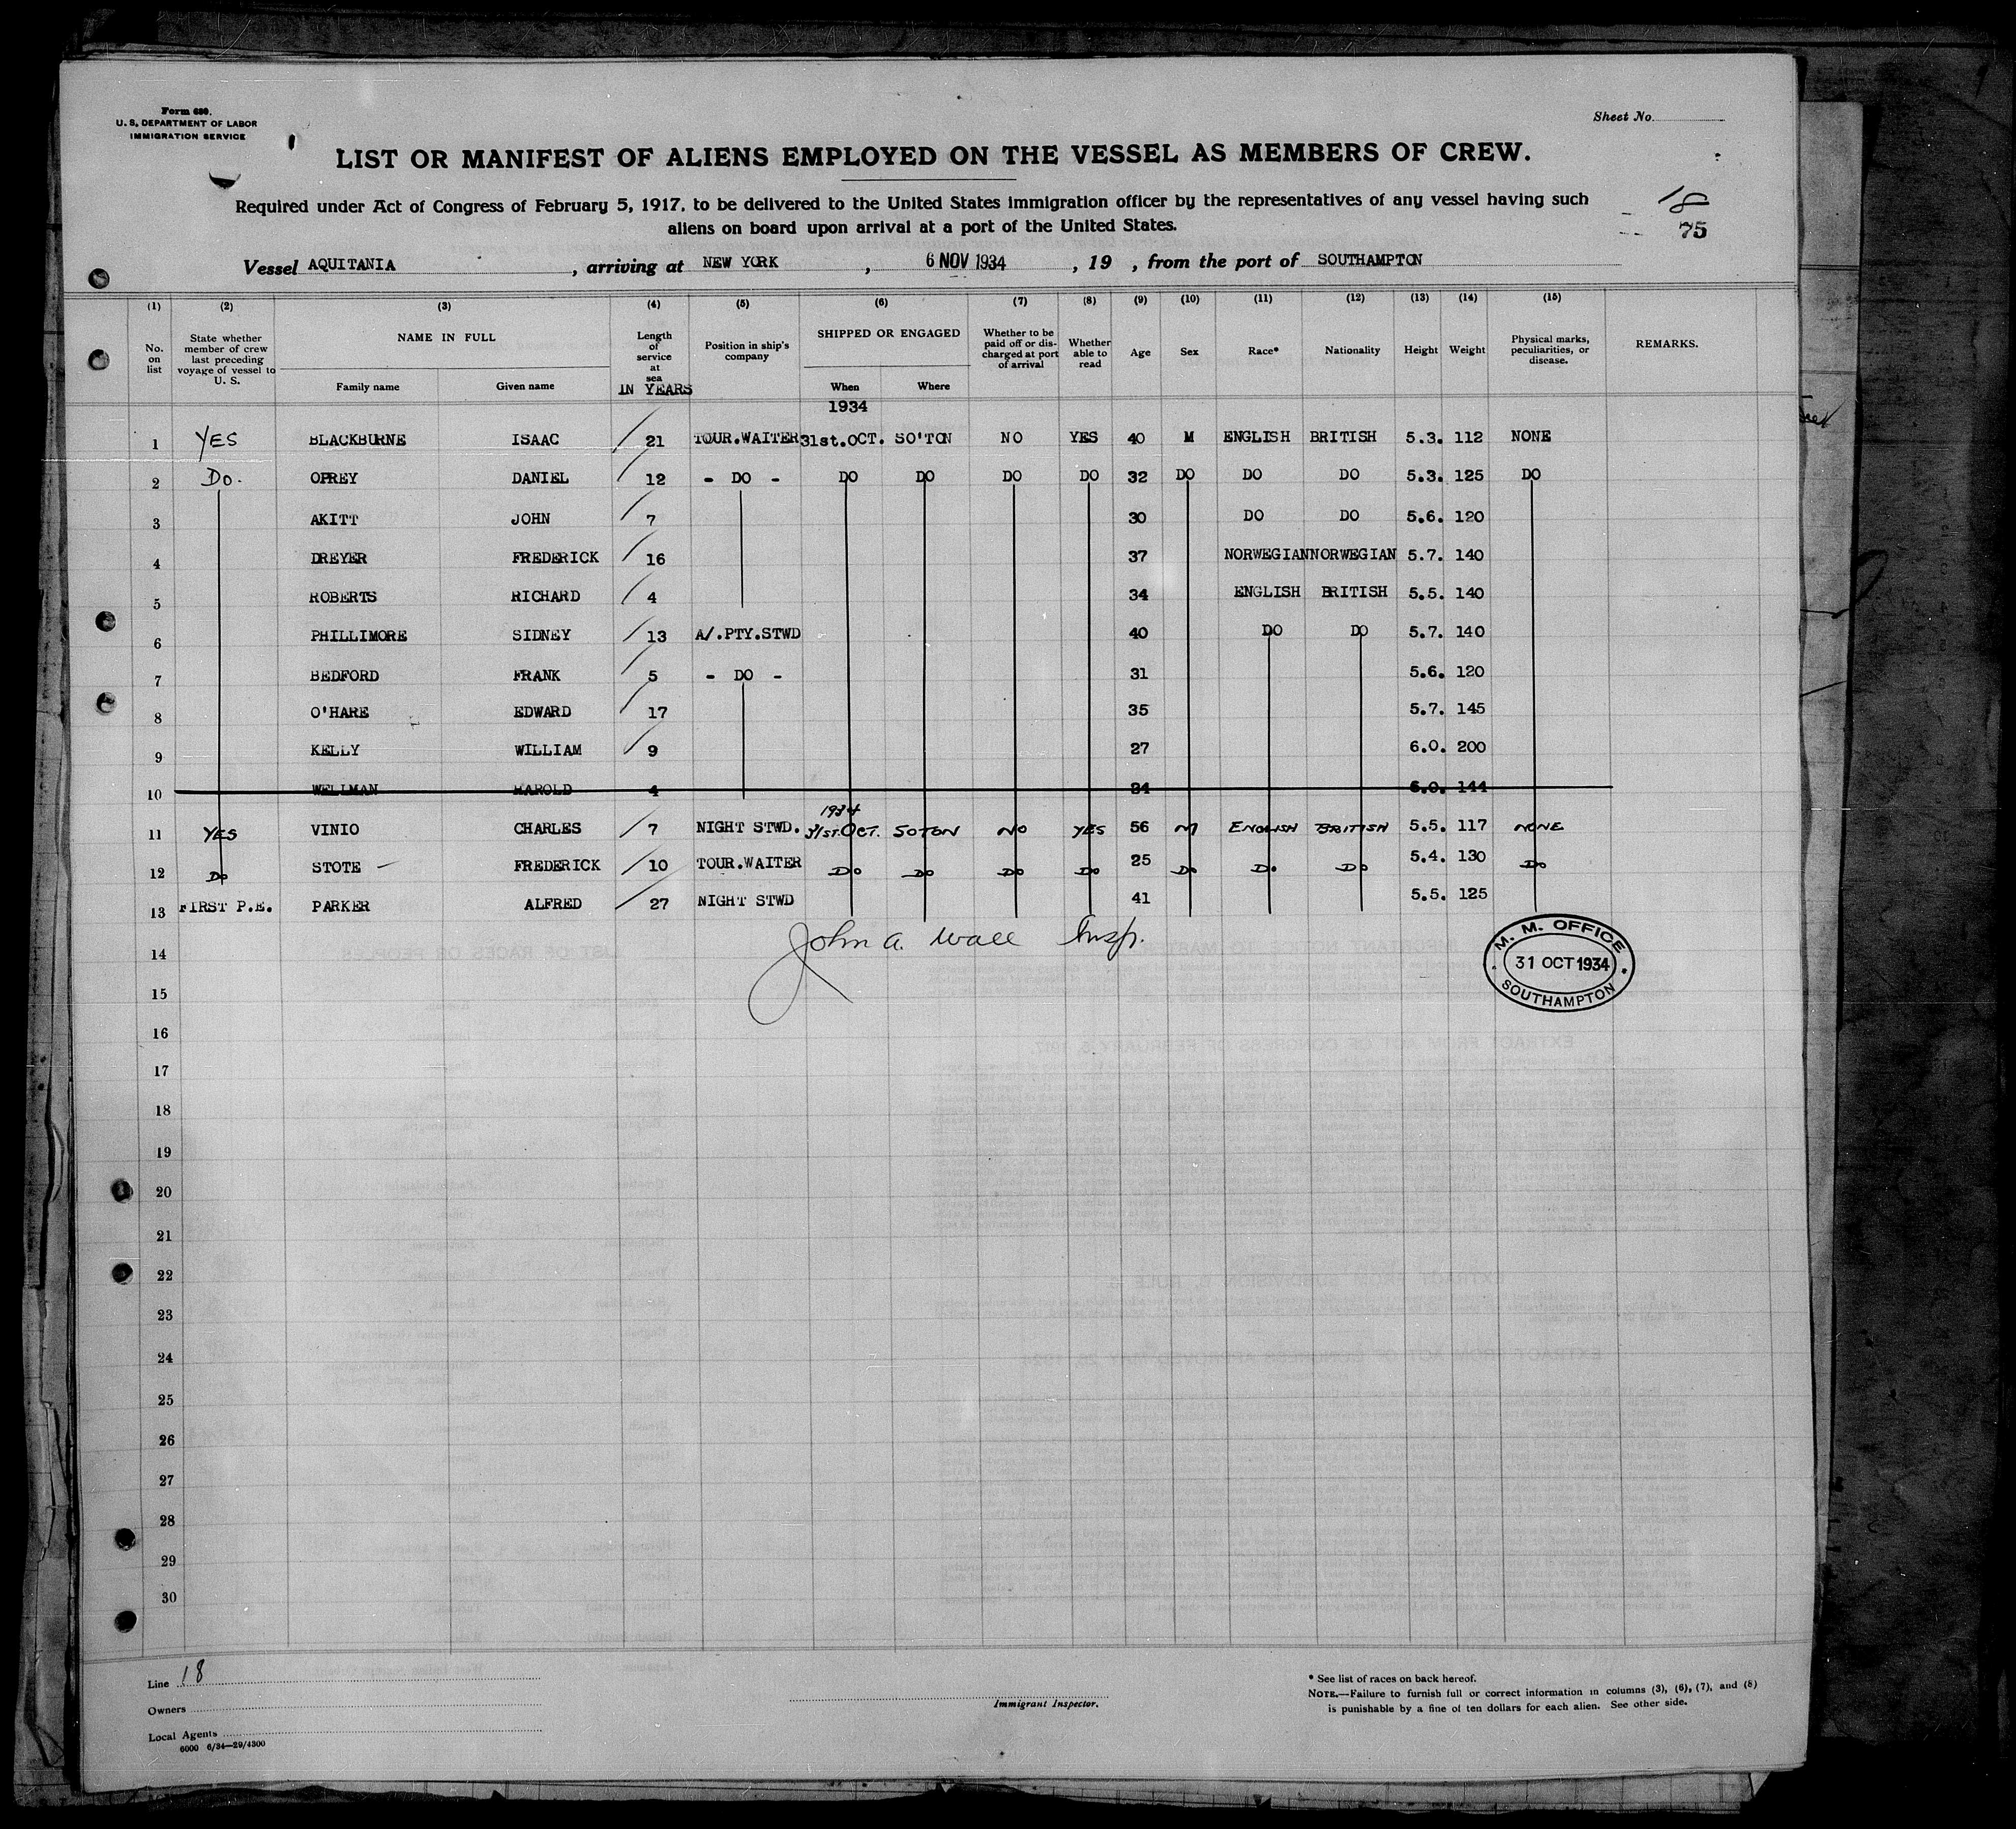 Form 680.
U. S. DEPARTMENT OF LABOR
IMMIGRATION SERVICE
Sheet No.
LIST OR MANIFEST OF ALIENS EMPLOYED ON THE VESSEL AS MEMBERS OF CREW.
Required under Act of Congress of February 5, 1917, to be delivered to the United States immigration officer by the representatives of any vessel having such
aliens on board upon arrival at a port of the United States.
18
75
Vessel AQUITANIA , arriving at NEW YORK , 6 NOV 1934 , 19 , from the port of SOUTHAMPTON
(1) (2) (3) (4) (5) (6) (7) (8) (9) (10) (11) (12) (13) (14) (15)
No. on list
State whether member of crew last preceding voyage of vessel to U. S.
NAME IN FULL
Family name Given name
Length of service at sea
IN YEARS
Position in ship's company
SHIPPED OR ENGAGED
When Where
1934
Whether to be paid off or discharged at port of arrival
Whether able to read
Age
Sex
Race*
Nationality
Height
Weight
Physical marks, peculiarities, or disease.
REMARKS.
1 YES BLACKBURNE ISAAC 21 TOUR.WAITER 31st.OCT. SO'TON NO YES 40 M ENGLISH BRITISH 5.3. 112 NONE
2 Do. OPREY DANIEL 12 - DO - DO DO DO DO 32 DO DO DO 5.3. 125 DO
3 AKITT JOHN 7 30 DO DO 5.6. 120
4 DREYER FREDERICK 16 37 NORWEGIAN NORWEGIAN 5.7. 140
5 ROBERTS RICHARD 4 34 ENGLISH BRITISH 5.5. 140
6 PHILLIMORE SIDNEY 13 A/.PTY.STWD 40 DO DO 5.7. 140
7 BEDFORD FRANK 5 - DO - 31 5.6. 120
8 O'HARE EDWARD 17 35 5.7. 145
9 KELLY WILLIAM 9 27 6.0. 200
10 WELLMAN HAROLD 4 24 6.0. 144
1934
11 YES VINIO CHARLES 7 NIGHT STWD. 31st.OCT. SOTON NO YES 56 M ENGLISH BRITISH 5.5. 117 NONE
12 Do STOTE FREDERICK 10 TOUR.WAITER Do Do Do Do 25 Do Do Do 5.4. 130 Do
13 FIRST P.E. PARKER ALFRED 27 NIGHT STWD 41 5.5. 125
John A. Wall Insp.
M. M. OFFICE
31 OCT 1934
SOUTHAMPTON
14
15
16
17
18
19
20
21
22
23
24
25
26
27
28
29
30
Line 18
Owners
Local Agents
6000 6/34—29/4300
Immigrant Inspector.
* See list of races on back hereof.
NOTE.—Failure to furnish full or correct information in columns (3), (6), (7), and (8)
is punishable by a fine of ten dollars for each alien. See other side.